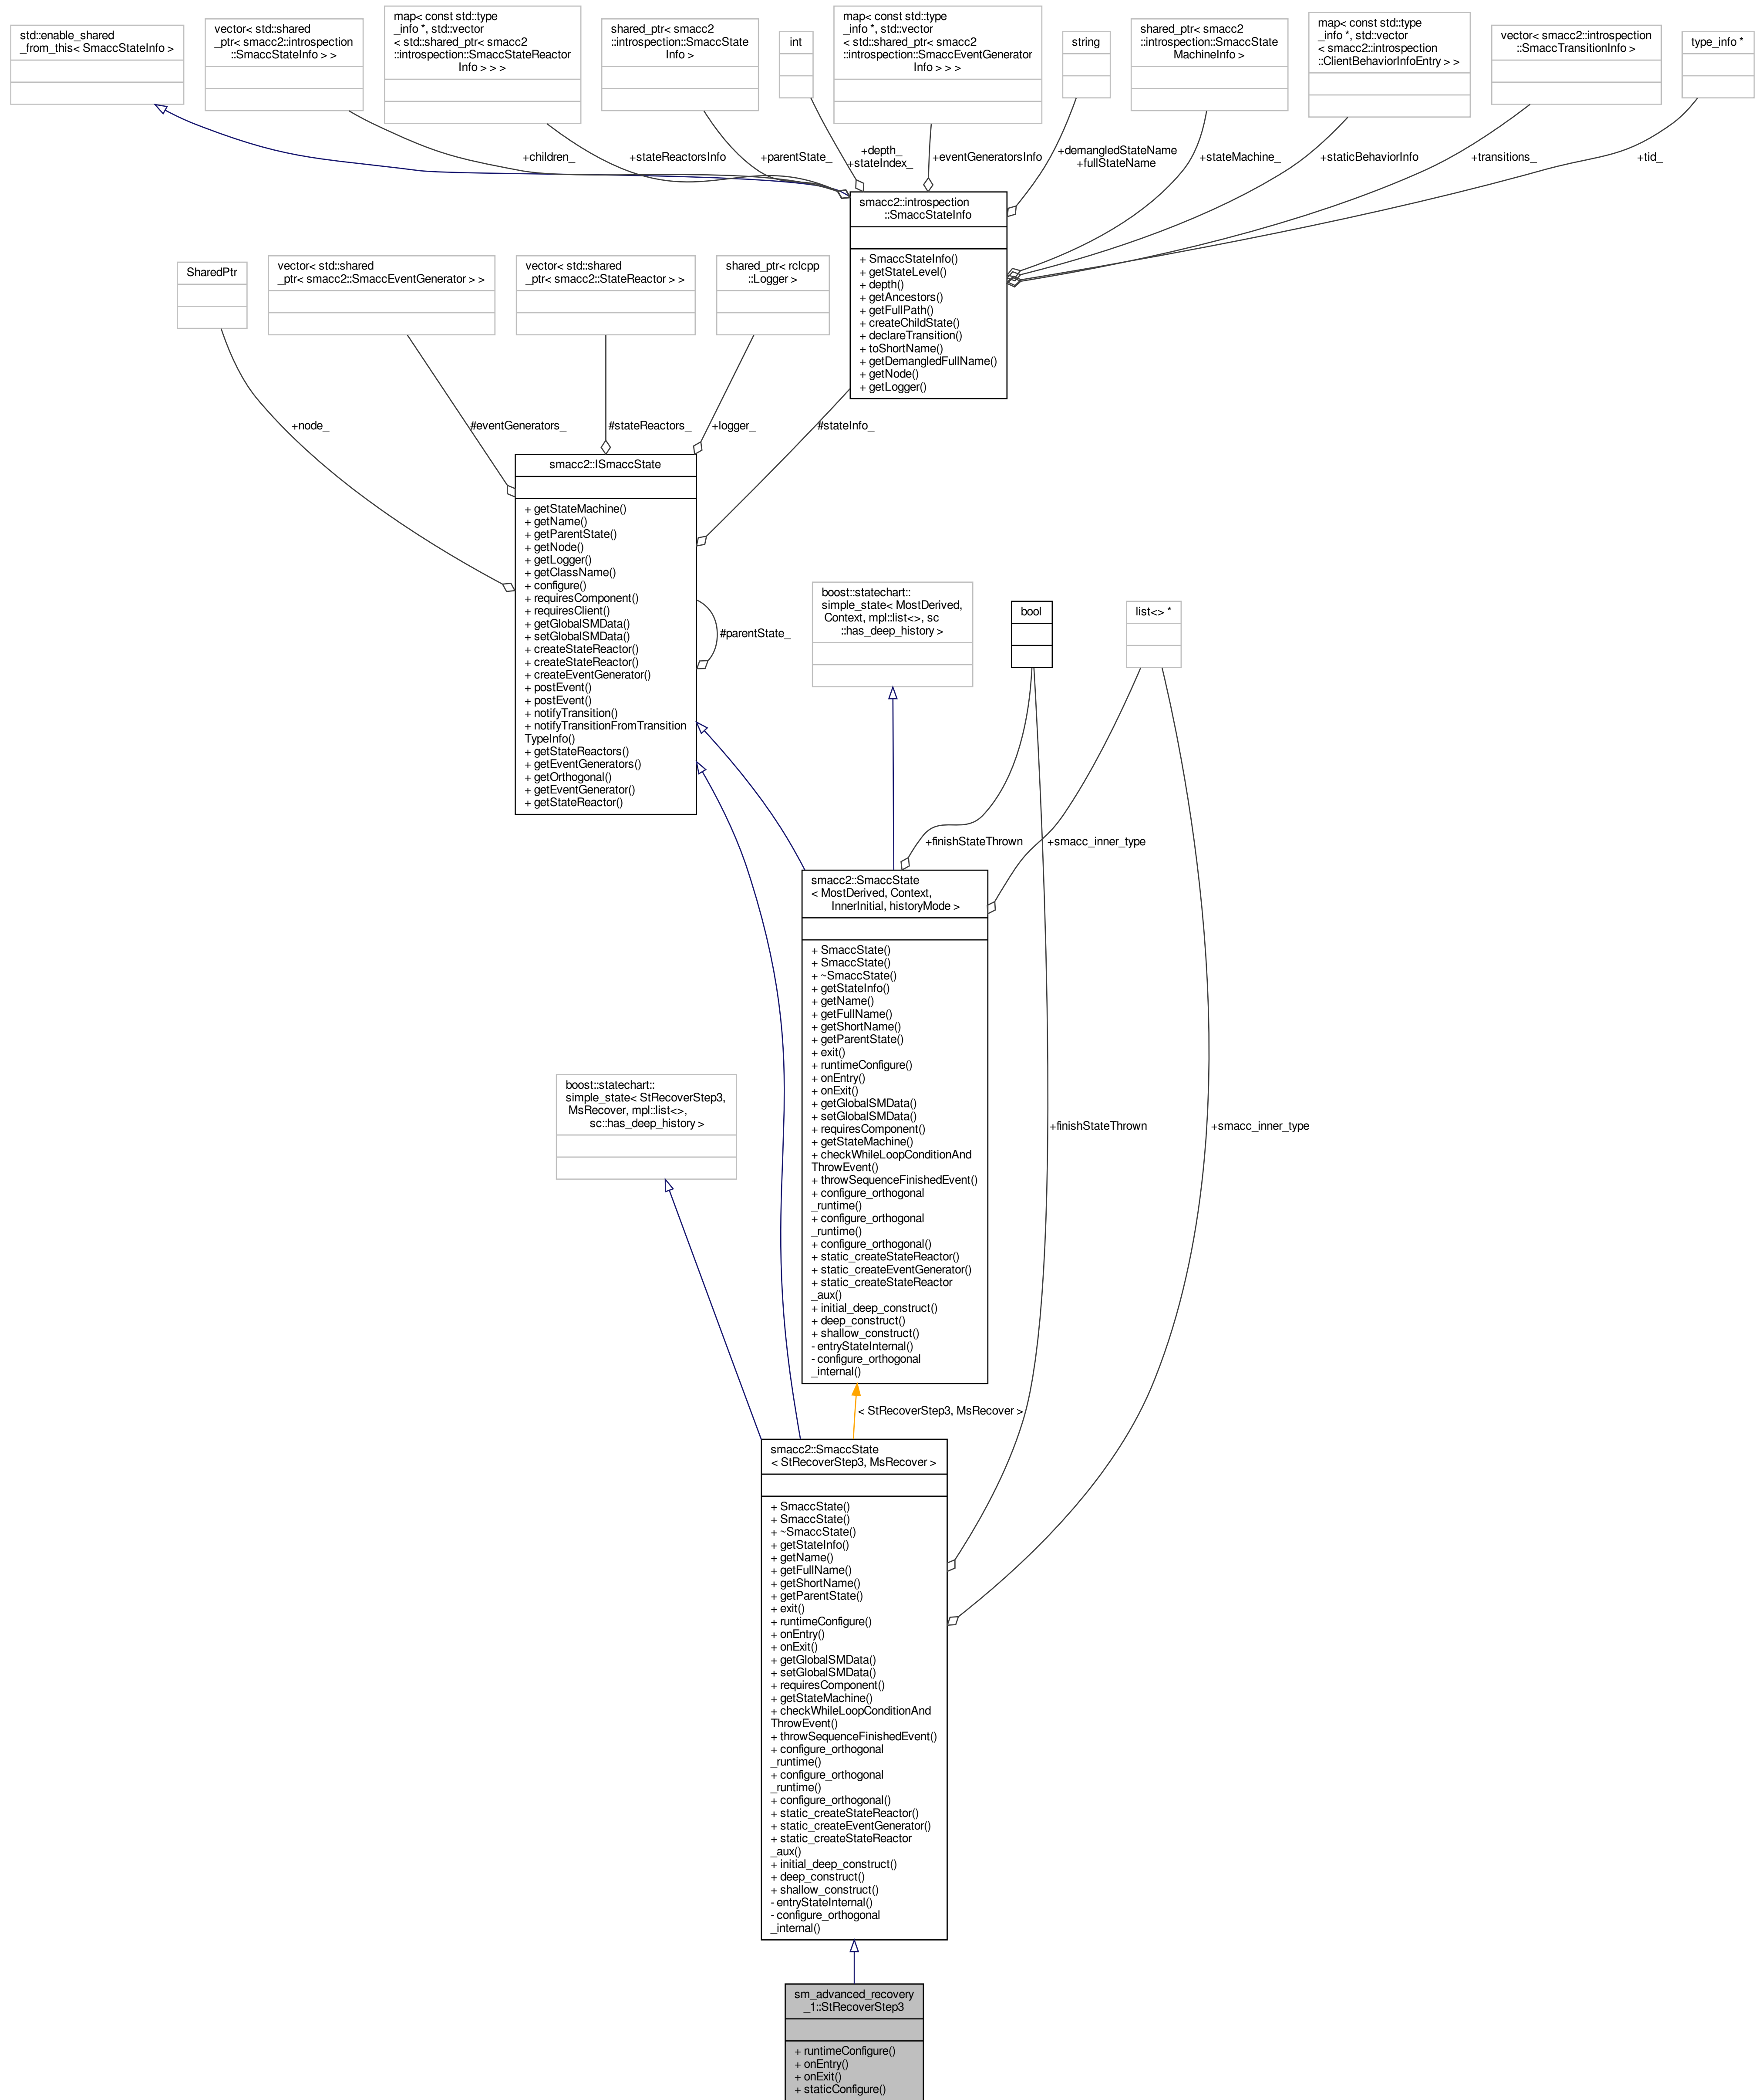 std::enable_shared
_from_this< SmaccStateInfo >
vector< std::shared
_ptr< smacc2::introspection
::SmaccStateInfo > >
map< const std::type
_info *, std::vector
< std::shared_ptr< smacc2
::introspection::SmaccStateReactor
Info > > >
shared_ptr< smacc2
::introspection::SmaccState
Info >
int
map< const std::type
_info *, std::vector
< std::shared_ptr< smacc2
::introspection::SmaccEventGenerator
Info > > >
string
shared_ptr< smacc2
::introspection::SmaccState
MachineInfo >
map< const std::type
_info *, std::vector
< smacc2::introspection
::ClientBehaviorInfoEntry > >
vector< smacc2::introspection
::SmaccTransitionInfo >
type_info *
+children_
+stateReactorsInfo
+parentState_
+depth_
+stateIndex_
+eventGeneratorsInfo
+demangledStateName
+fullStateName
+stateMachine_
+staticBehaviorInfo
+transitions_
+tid_
smacc2::introspection
::SmaccStateInfo
+ SmaccStateInfo()
+ getStateLevel()
+ depth()
+ getAncestors()
+ getFullPath()
+ createChildState()
+ declareTransition()
+ toShortName()
+ getDemangledFullName()
+ getNode()
+ getLogger()
SharedPtr
vector< std::shared
_ptr< smacc2::SmaccEventGenerator > >
vector< std::shared
_ptr< smacc2::StateReactor > >
shared_ptr< rclcpp
::Logger >
+node_
#eventGenerators_
#stateReactors_
+logger_
#stateInfo_
smacc2::ISmaccState
+ getStateMachine()
+ getName()
+ getParentState()
+ getNode()
+ getLogger()
+ getClassName()
+ configure()
+ requiresComponent()
+ requiresClient()
+ getGlobalSMData()
+ setGlobalSMData()
+ createStateReactor()
+ createStateReactor()
+ createEventGenerator()
+ postEvent()
+ postEvent()
+ notifyTransition()
+ notifyTransitionFromTransition
TypeInfo()
+ getStateReactors()
+ getEventGenerators()
+ getOrthogonal()
+ getEventGenerator()
+ getStateReactor()
#parentState_
boost::statechart::
simple_state< MostDerived,
Context, mpl::list<>, sc
::has_deep_history >
bool
list<> *
+finishStateThrown
+smacc_inner_type
smacc2::SmaccState
< MostDerived, Context,
InnerInitial, historyMode >
+ SmaccState()
+ SmaccState()
+ ~SmaccState()
+ getStateInfo()
+ getName()
+ getFullName()
+ getShortName()
+ getParentState()
+ exit()
+ runtimeConfigure()
+ onEntry()
+ onExit()
+ getGlobalSMData()
+ setGlobalSMData()
+ requiresComponent()
+ getStateMachine()
+ checkWhileLoopConditionAnd
ThrowEvent()
+ throwSequenceFinishedEvent()
+ configure_orthogonal
_runtime()
+ configure_orthogonal
_runtime()
+ configure_orthogonal()
+ static_createStateReactor()
+ static_createEventGenerator()
+ static_createStateReactor
_aux()
+ initial_deep_construct()
+ deep_construct()
+ shallow_construct()
- entryStateInternal()
- configure_orthogonal
_internal()
boost::statechart::
simple_state< StRecoverStep3,
MsRecover, mpl::list<>,
sc::has_deep_history >
+finishStateThrown
+smacc_inner_type
< StRecoverStep3, MsRecover >
smacc2::SmaccState
< StRecoverStep3, MsRecover >
+ SmaccState()
+ SmaccState()
+ ~SmaccState()
+ getStateInfo()
+ getName()
+ getFullName()
+ getShortName()
+ getParentState()
+ exit()
+ runtimeConfigure()
+ onEntry()
+ onExit()
+ getGlobalSMData()
+ setGlobalSMData()
+ requiresComponent()
+ getStateMachine()
+ checkWhileLoopConditionAnd
ThrowEvent()
+ throwSequenceFinishedEvent()
+ configure_orthogonal
_runtime()
+ configure_orthogonal
_runtime()
+ configure_orthogonal()
+ static_createStateReactor()
+ static_createEventGenerator()
+ static_createStateReactor
_aux()
+ initial_deep_construct()
+ deep_construct()
+ shallow_construct()
- entryStateInternal()
- configure_orthogonal
_internal()
sm_advanced_recovery
_1::StRecoverStep3
+ runtimeConfigure()
+ onEntry()
+ onExit()
+ staticConfigure()